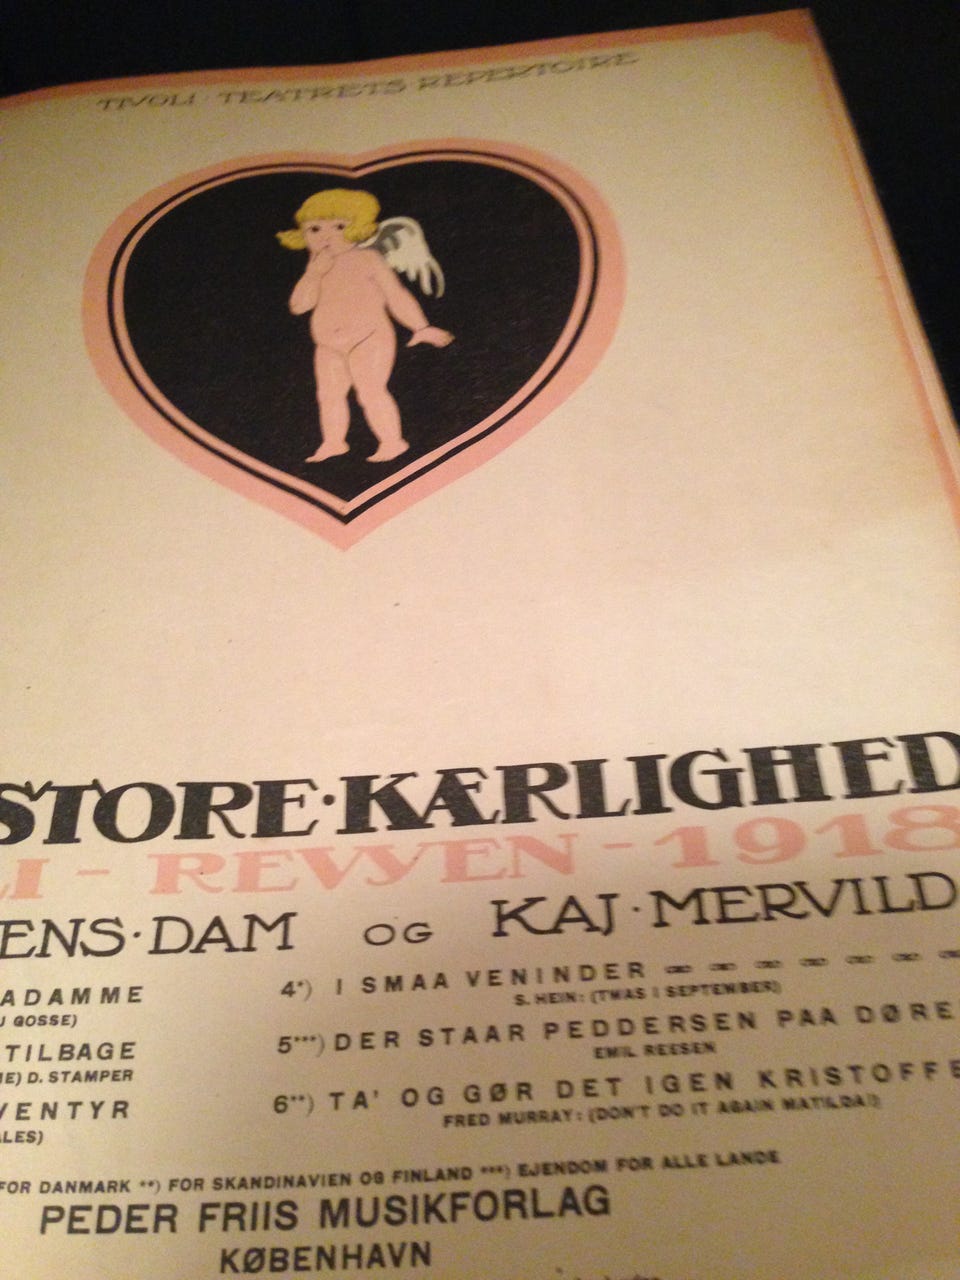 TIVOLI TEATRETS REPERTOIRE
STORE·KÆRLIGHED
LI - REVYEN - 1918
ENS·DAM OG KAJ·MERVILD
ADAMME
J GOSSE)
TILBAGE
IE) D. STAMPER
VENTYR
LES)
4*) I SMAA VENINDER
S. HEIN: (TWAS I SEPTEMBER)
5***) DER STAAR PEDDERSEN PAA DØRE
EMIL REESEN
6**) TA' OG GØR DET IGEN KRISTOFFE
FRED MURRAY: (DON'T DO IT AGAIN MATILDA!)
FOR DANMARK **) FOR SKANDINAVIEN OG FINLAND ***) EJENDOM FOR ALLE LANDE
PEDER FRIIS MUSIKFORLAG
KØBENHAVN